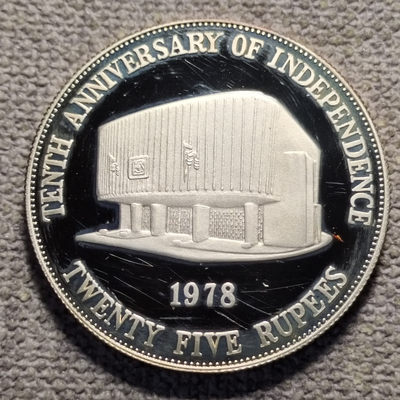 TENTH ANNIVERSARY OF INDEPENDENCE
1978
TWENTY FIVE RUPEES